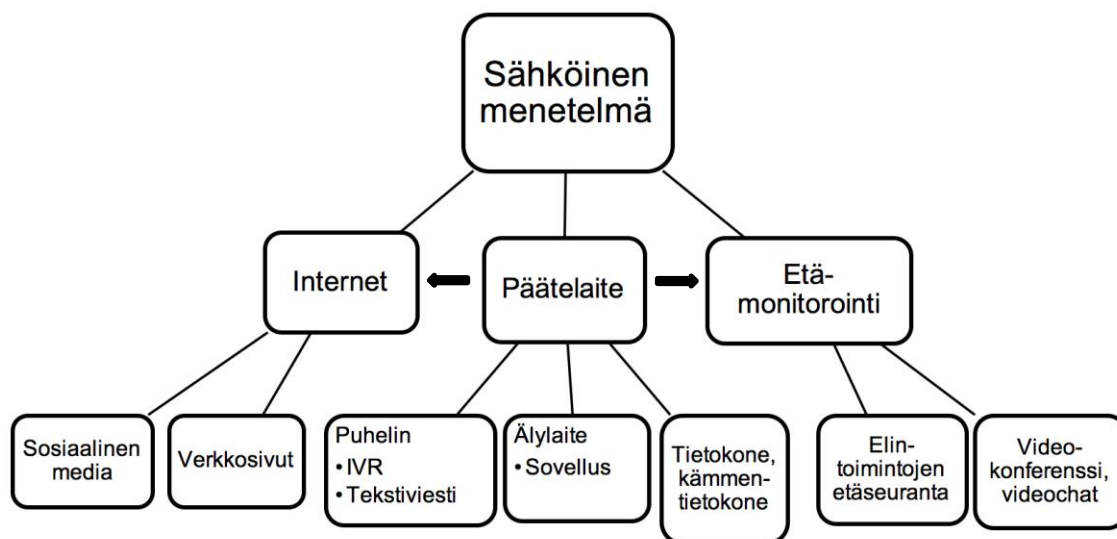 Sähköinen
menetelmä
Internet
Päätelaite
Etä-
monitorointi
Sosiaalinen
media
Verkkosivut
Puhelin
• IVR
• Tekstiviesti
Älylaite
• Sovellus
Tietokone,
kämmen-
tietokone
Elin-
toimintojen
etäseuranta
Video-
konferenssi,
videochat